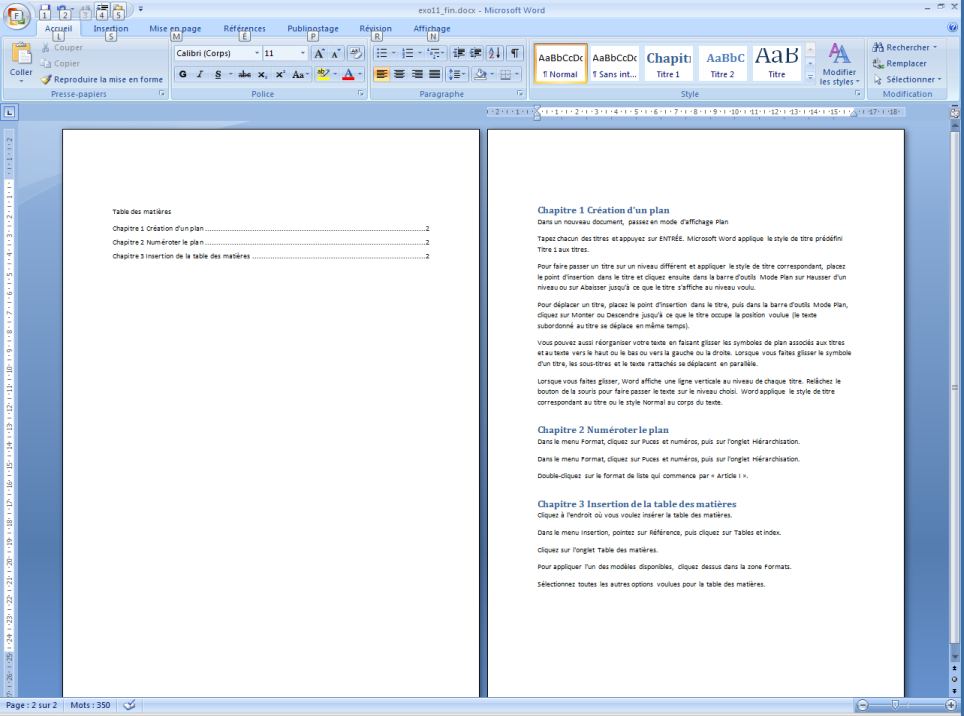 exo11_fin.docx - Microsoft Word
1 2 3 4 5
F
Accueil Insertion Mise en page Références Publipostage Révision Affichage
L S M É P R N
Coller
Couper
Copier
Reproduire la mise en forme
Presse-papiers
Calibri (Corps) 11
G I S abc x₂ x² Aa
Police
Paragraphe
AaBbCcDc AaBbCcDc Chapitr AaBbC AaB
¶ Normal ¶ Sans int... Titre 1 Titre 2 Titre
Modifier
les styles
Style
Rechercher
Remplacer
Sélectionner
Modification
Table des matières
Chapitre 1 Création d'un plan ........ 2
Chapitre 2 Numéroter le plan ........ 2
Chapitre 3 Insertion de la table des matières ........ 2
Chapitre 1 Création d'un plan
Dans un nouveau document, passez en mode d'affichage Plan
Tapez chacun des titres et appuyez sur ENTRÉE. Microsoft Word applique le style de titre prédéfini
Titre 1 aux titres.
Pour faire passer un titre sur un niveau différent et appliquer le style de titre correspondant, placez
le point d'insertion dans le titre et cliquez ensuite dans la barre d'outils Mode Plan sur Hausser d'un
niveau ou sur Abaisser jusqu'à ce que le titre s'affiche au niveau voulu.
Pour déplacer un titre, placez le point d'insertion dans le titre, puis dans la barre d'outils Mode Plan,
cliquez sur Monter ou Descendre jusqu'à ce que le titre occupe la position voulue (le texte
subordonné au titre se déplace en même temps).
Vous pouvez aussi réorganiser votre texte en faisant glisser les symboles de plan associés aux titres
et au texte vers le haut ou le bas ou vers la gauche ou la droite. Lorsque vous faites glisser le symbole
d'un titre, les sous-titres et le texte rattachés se déplacent en parallèle.
Lorsque vous faites glisser, Word affiche une ligne verticale au niveau de chaque titre. Relâchez le
bouton de la souris pour faire passer le texte sur le niveau choisi. Word applique le style de titre
correspondant au titre ou le style Normal au corps du texte.
Chapitre 2 Numéroter le plan
Dans le menu Format, cliquez sur Puces et numéros, puis sur l'onglet Hiérarchisation.
Dans le menu Format, cliquez sur Puces et numéros, puis sur l'onglet Hiérarchisation.
Double-cliquez sur le format de liste qui commence par « Article I ».
Chapitre 3 Insertion de la table des matières
Cliquez à l'endroit où vous voulez insérer la table des matières.
Dans le menu Insertion, pointez sur Référence, puis cliquez sur Tables et index.
Cliquez sur l'onglet Table des matières.
Pour appliquer l'un des modèles disponibles, cliquez dessus dans la zone Formats.
Sélectionnez toutes les autres options voulues pour la table des matières.
Page : 2 sur 2 Mots : 350